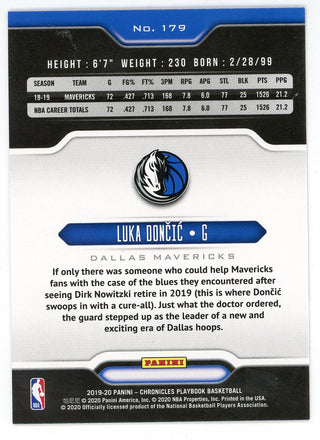 No. 179
HEIGHT : 6'7" WEIGHT : 230 BORN : 2/28/99
SEASON TEAM G FG% FT% 3PM RPG APG STL BLK PTS PPG
18-19 MAVERICKS 72 .427 .713 168 7.8 6.0 77 25 1526 21.2
NBA CAREER TOTALS 72 .427 .713 168 7.8 6.0 77 25 1526 21.2
LUKA DONČIĆ • G
DALLAS MAVERICKS
If only there was someone who could help Mavericks
fans with the case of the blues they encountered after
seeing Dirk Nowitzki retire in 2019 (this is where Dončić
swoops in with a cure-all). Just what the doctor ordered,
the guard stepped up as the leader of a new and
exciting era of Dallas hoops.
PANINI
NBA
2019-20 PANINI — CHRONICLES PLAYBOOK BASKETBALL
© 2020 Panini America, Inc. © 2020 NBA Properties, Inc. Printed in the USA.
© 2020 Officially licensed product of the National Basketball Players Association.